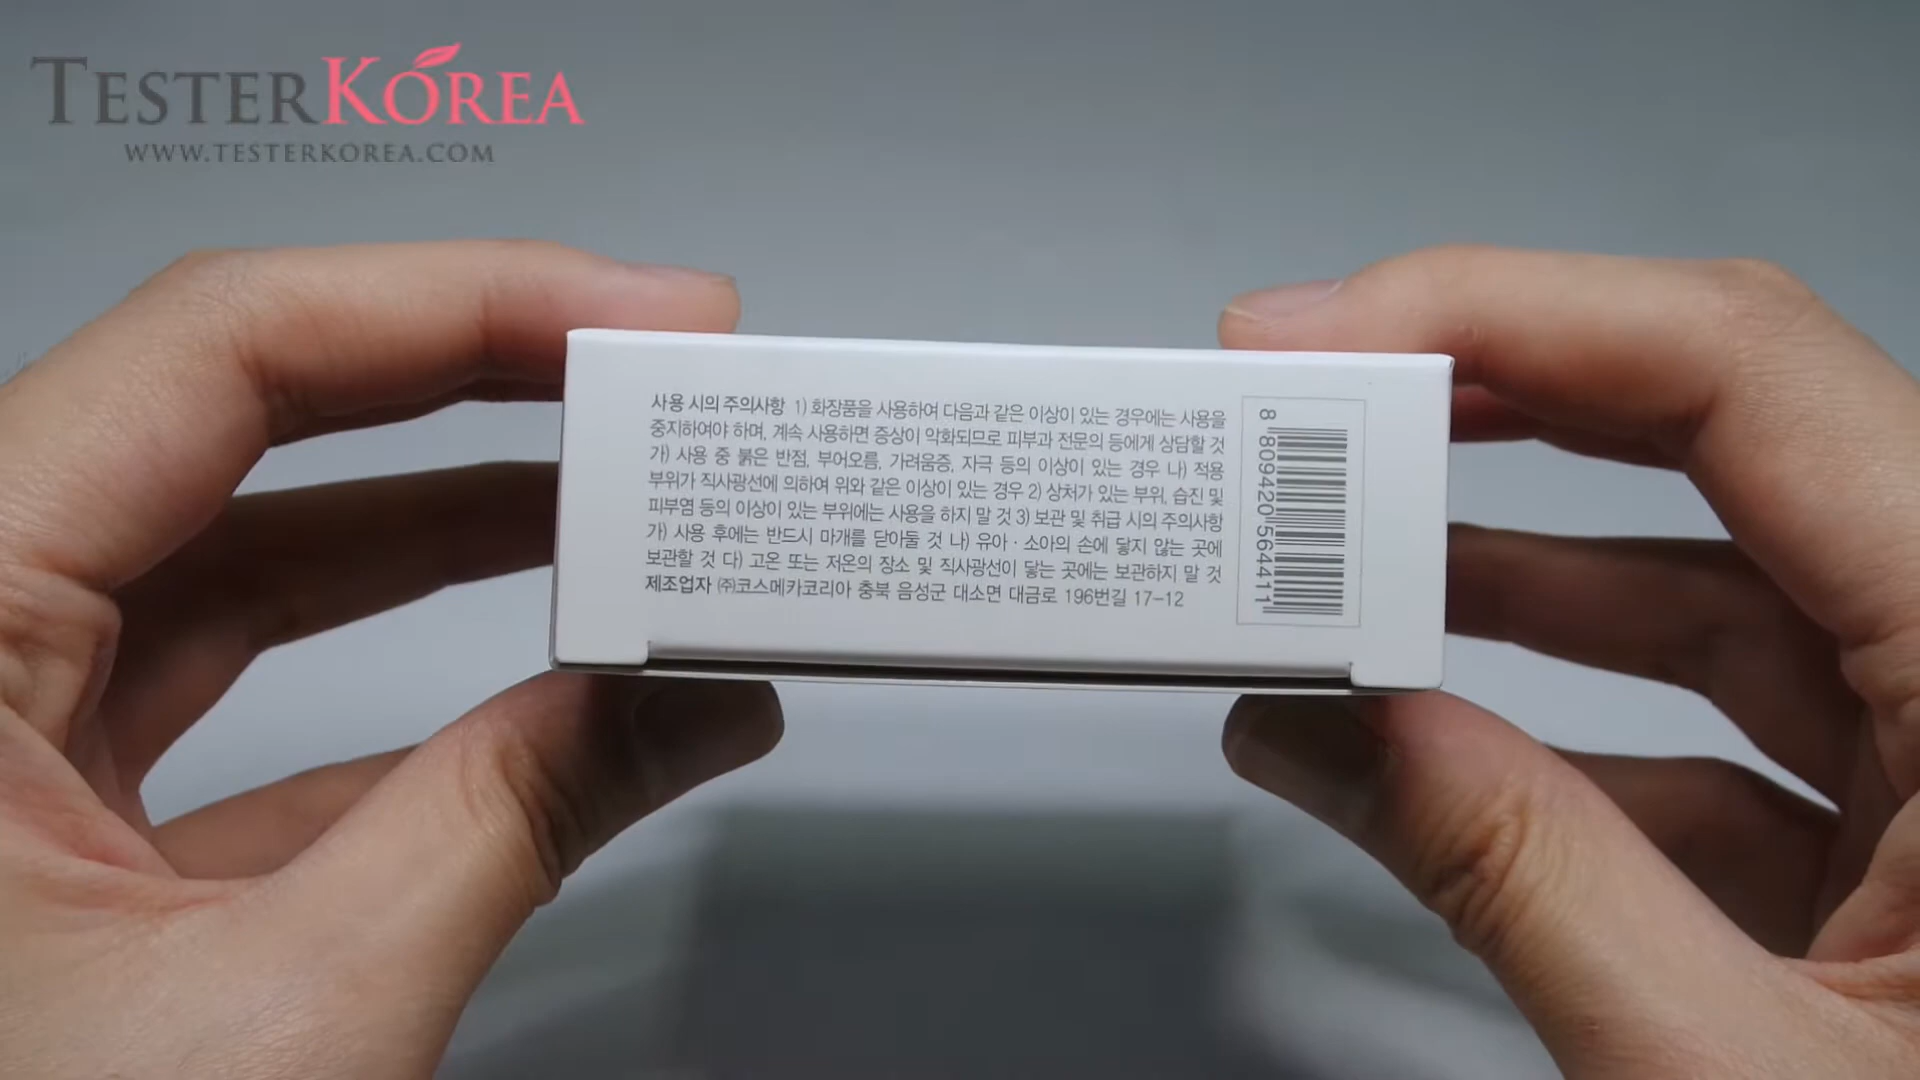 TESTERKOREA
WWW.TESTERKOREA.COM
사용 시의 주의사항 1) 화장품을 사용하여 다음과 같은 이상이 있는 경우에는 사용을
중지하여야 하며, 계속 사용하면 증상이 악화되므로 피부과 전문의 등에게 상담할 것
가) 사용 중 붉은 반점, 부어오름, 가려움증, 자극 등의 이상이 있는 경우 나) 적용
부위가 직사광선에 의하여 위와 같은 이상이 있는 경우 2) 상처가 있는 부위, 습진 및
피부염 등의 이상이 있는 부위에는 사용을 하지 말 것 3) 보관 및 취급 시의 주의사항
가) 사용 후에는 반드시 마개를 닫아둘 것 나) 유아·소아의 손에 닿지 않는 곳에
보관할 것 다) 고온 또는 저온의 장소 및 직사광선이 닿는 곳에는 보관하지 말 것
제조업자 ㈜코스메카코리아 충북 음성군 대소면 대금로 196번길 17-12
8 809420 564411